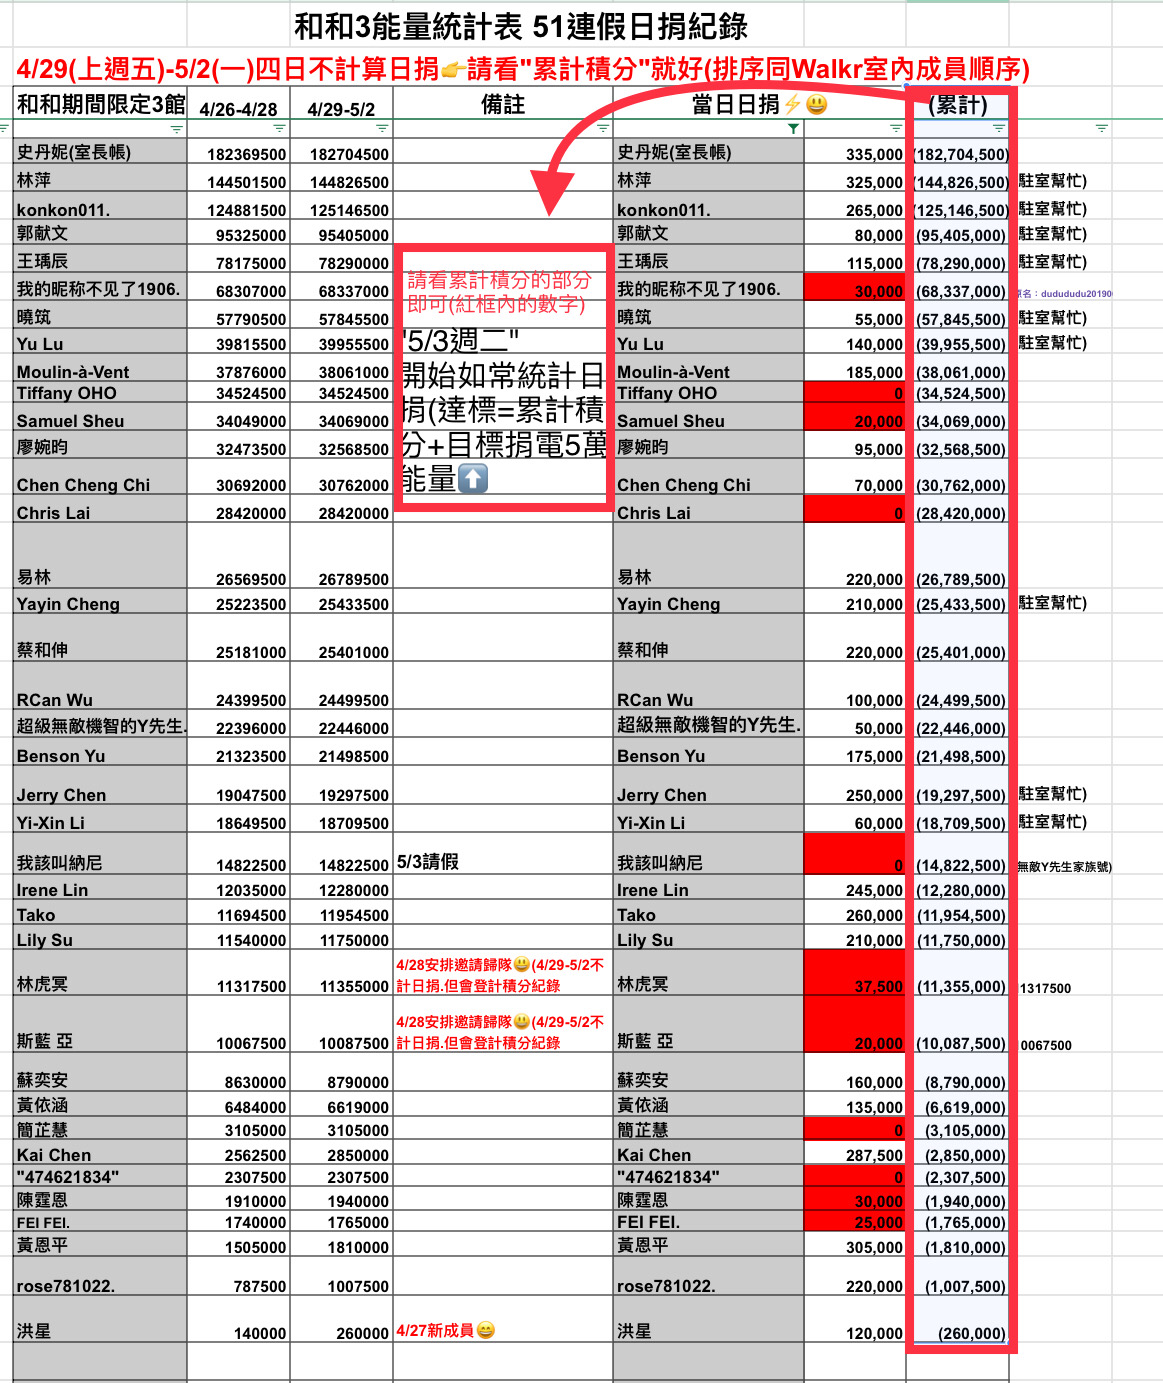 和和3能量統計表 51連假日捐紀錄
4/29(上週五)-5/2(一)四日不計算日捐👉請看"累計積分"就好(排序同Walkr室內成員順序)
和和期間限定3館 4/26-4/28 4/29-5/2 備註 當日日捐⚡😃 (累計)
史丹妮(室長帳) 182369500 182704500 史丹妮(室長帳) 335,000 (182,704,500)
林萍 144501500 144826500 林萍 325,000 (144,826,500) 駐室幫忙)
konkon011. 124881500 125146500 konkon011. 265,000 (125,146,500) 駐室幫忙)
郭献文 95325000 95405000 郭献文 80,000 (95,405,000) 駐室幫忙)
王瑀辰 78175000 78290000 王瑀辰 115,000 (78,290,000) 駐室幫忙)
請看累計積分的部分
即可(紅框內的數字)
"5/3週二"
開始如常統計日
捐(達標=累計積
分+目標捐電5萬
能量⬆️
我的昵称不见了1906. 68307000 68337000 我的昵称不见了1906. 30,000 (68,337,000) 原名：dudududu20190
曉筑 57790500 57845500 曉筑 55,000 (57,845,500) 駐室幫忙)
Yu Lu 39815500 39955500 Yu Lu 140,000 (39,955,500) 駐室幫忙)
Moulin-à-Vent 37876000 38061000 Moulin-à-Vent 185,000 (38,061,000)
Tiffany OHO 34524500 34524500 Tiffany OHO 0 (34,524,500)
Samuel Sheu 34049000 34069000 Samuel Sheu 20,000 (34,069,000)
廖婉昀 32473500 32568500 廖婉昀 95,000 (32,568,500)
Chen Cheng Chi 30692000 30762000 Chen Cheng Chi 70,000 (30,762,000)
Chris Lai 28420000 28420000 Chris Lai 0 (28,420,000)
易林 26569500 26789500 易林 220,000 (26,789,500)
Yayin Cheng 25223500 25433500 Yayin Cheng 210,000 (25,433,500) 駐室幫忙)
蔡和伸 25181000 25401000 蔡和伸 220,000 (25,401,000)
RCan Wu 24399500 24499500 RCan Wu 100,000 (24,499,500)
超級無敵機智的Y先生. 22396000 22446000 超級無敵機智的Y先生. 50,000 (22,446,000)
Benson Yu 21323500 21498500 Benson Yu 175,000 (21,498,500)
Jerry Chen 19047500 19297500 Jerry Chen 250,000 (19,297,500) 駐室幫忙)
Yi-Xin Li 18649500 18709500 Yi-Xin Li 60,000 (18,709,500) 駐室幫忙)
我該叫納尼 14822500 14822500 5/3請假 我該叫納尼 0 (14,822,500) 無敵Y先生家族號)
Irene Lin 12035000 12280000 Irene Lin 245,000 (12,280,000)
Tako 11694500 11954500 Tako 260,000 (11,954,500)
Lily Su 11540000 11750000 Lily Su 210,000 (11,750,000)
4/28安排邀請歸隊😃(4/29-5/2不
計日捐.但會登計積分紀錄
林虎冥 11317500 11355000 林虎冥 37,500 (11,355,000) 1317500
4/28安排邀請歸隊😃(4/29-5/2不
計日捐.但會登計積分紀錄
斯藍 亞 10067500 10087500 斯藍 亞 20,000 (10,087,500) 0067500
蘇奕安 8630000 8790000 蘇奕安 160,000 (8,790,000)
黃依涵 6484000 6619000 黃依涵 135,000 (6,619,000)
簡芷慧 3105000 3105000 簡芷慧 0 (3,105,000)
Kai Chen 2562500 2850000 Kai Chen 287,500 (2,850,000)
"474621834" 2307500 2307500 "474621834" 0 (2,307,500)
陳霆恩 1910000 1940000 陳霆恩 30,000 (1,940,000)
FEI FEI. 1740000 1765000 FEI FEI. 25,000 (1,765,000)
黃恩平 1505000 1810000 黃恩平 305,000 (1,810,000)
rose781022. 787500 1007500 rose781022. 220,000 (1,007,500)
洪星 140000 260000 4/27新成員😄 洪星 120,000 (260,000)